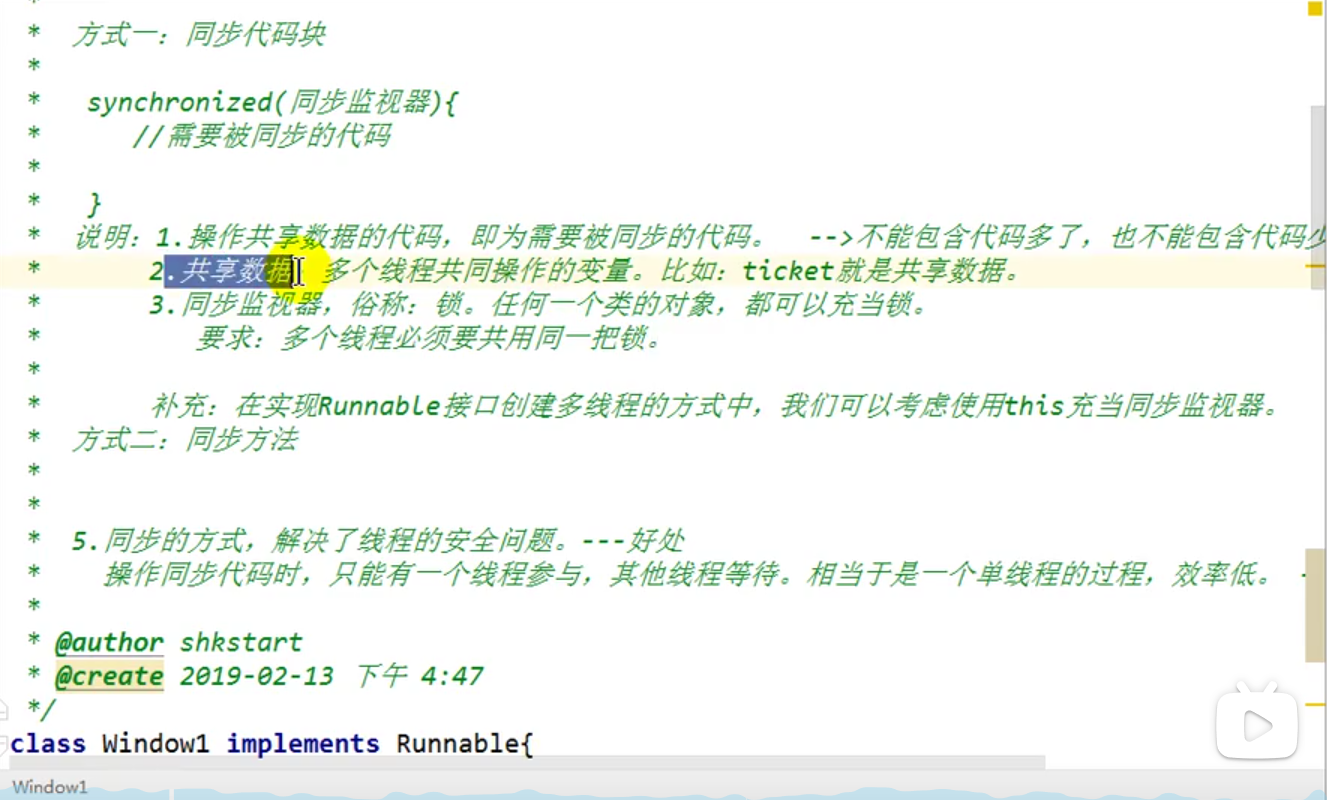 *
* 方式一：同步代码块
*
* synchronized(同步监视器){
* //需要被同步的代码
*
* }
* 说明：1.操作共享数据的代码，即为需要被同步的代码。 -->不能包含代码多了，也不能包含代码少
* 2.共享数据 多个线程共同操作的变量。比如：ticket就是共享数据。
* 3.同步监视器，俗称：锁。任何一个类的对象，都可以充当锁。
* 要求：多个线程必须要共用同一把锁。
*
* 补充：在实现Runnable接口创建多线程的方式中，我们可以考虑使用this充当同步监视器。
* 方式二：同步方法
*
*
* 5.同步的方式，解决了线程的安全问题。---好处
* 操作同步代码时，只能有一个线程参与，其他线程等待。相当于是一个单线程的过程，效率低。 -
*
* @author shkstart
* @create 2019-02-13 下午 4:47
*/
class Window1 implements Runnable{
Window1